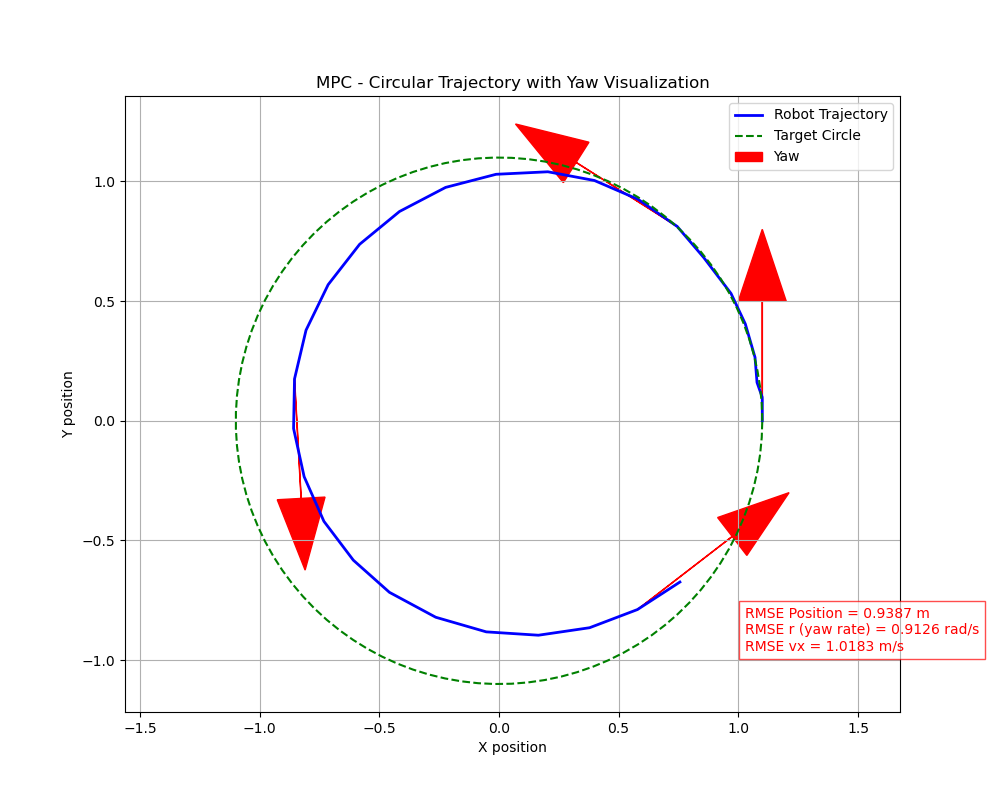 MPC - Circular Trajectory with Yaw Visualization
Robot Trajectory
Target Circle
Yaw
Y position
1.0
0.5
0.0
−0.5
−1.0
RMSE Position = 0.9387 m
RMSE r (yaw rate) = 0.9126 rad/s
RMSE vx = 1.0183 m/s
−1.5
−1.0
−0.5
0.0
0.5
1.0
1.5
X position